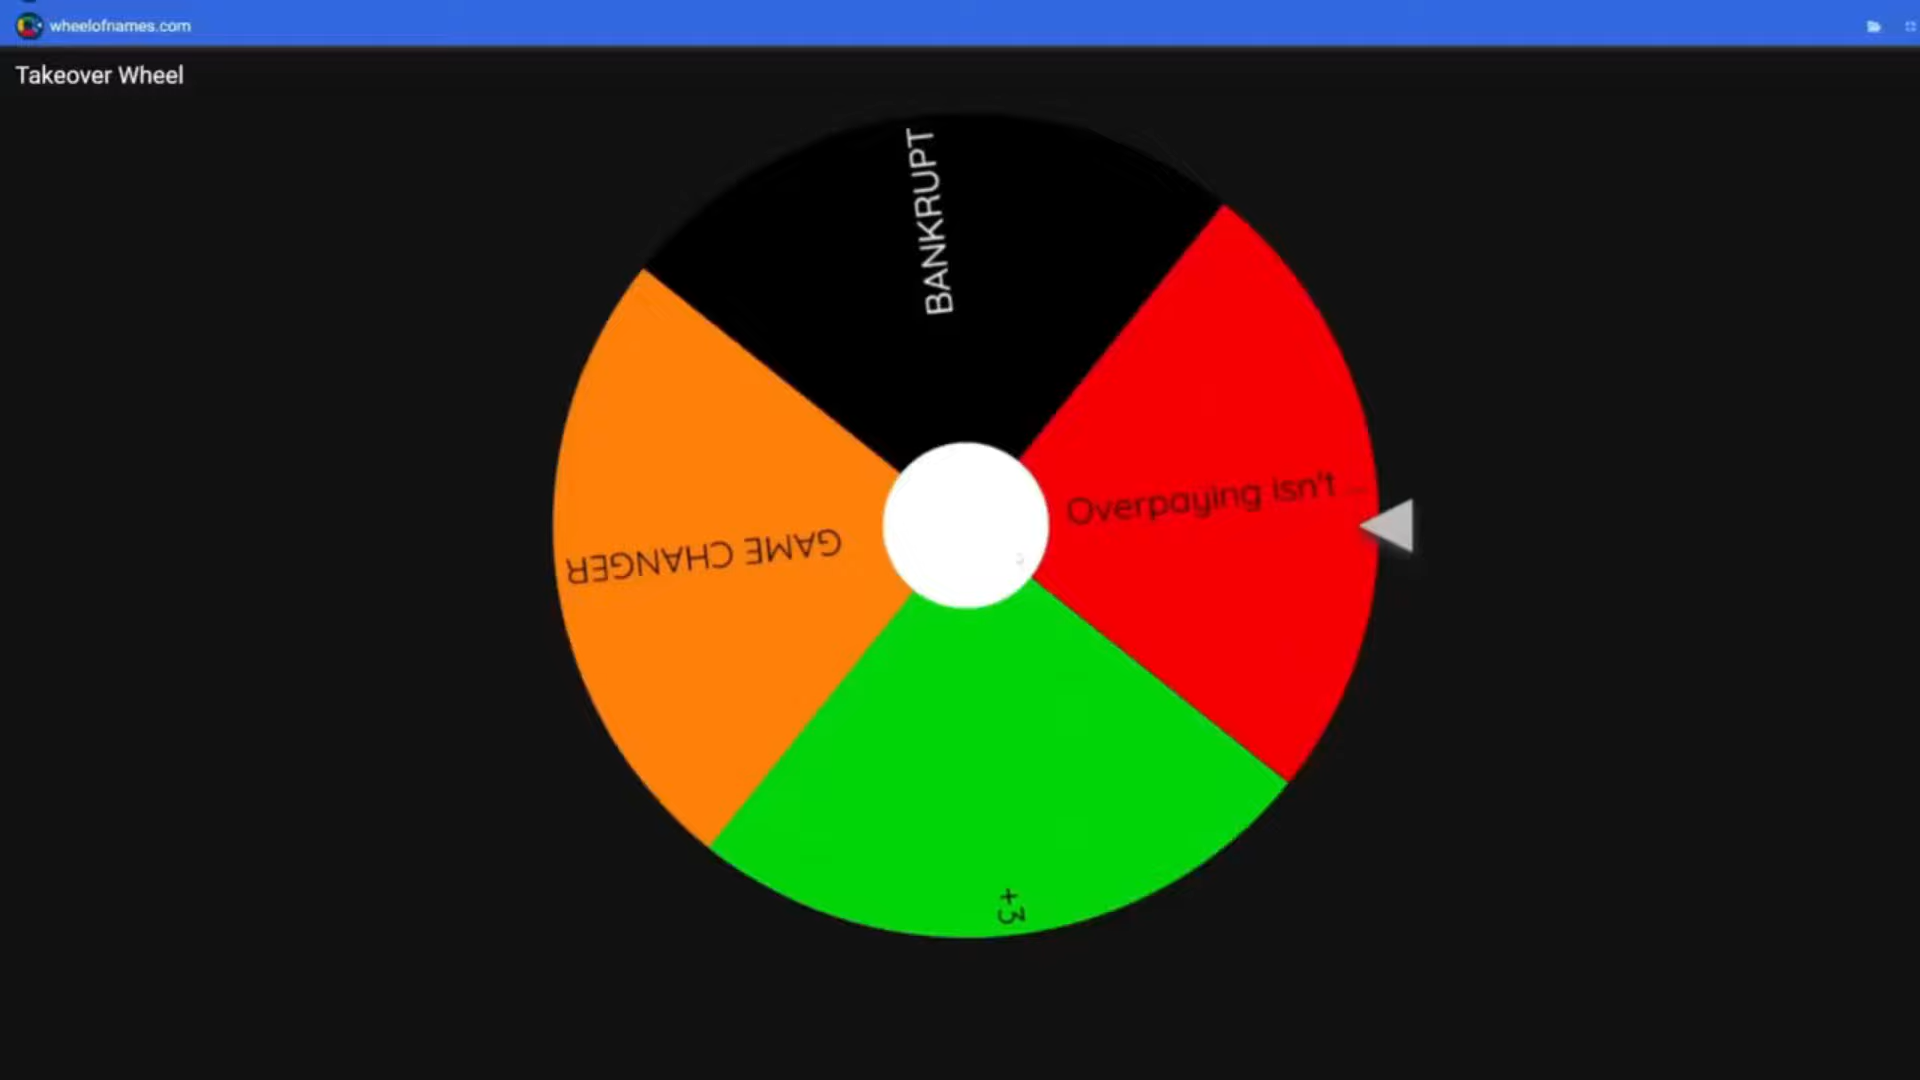 wheelofnames.com
Takeover Wheel
BANKRUPT
Overpaying isn't ...
GAME CHANGER
+3